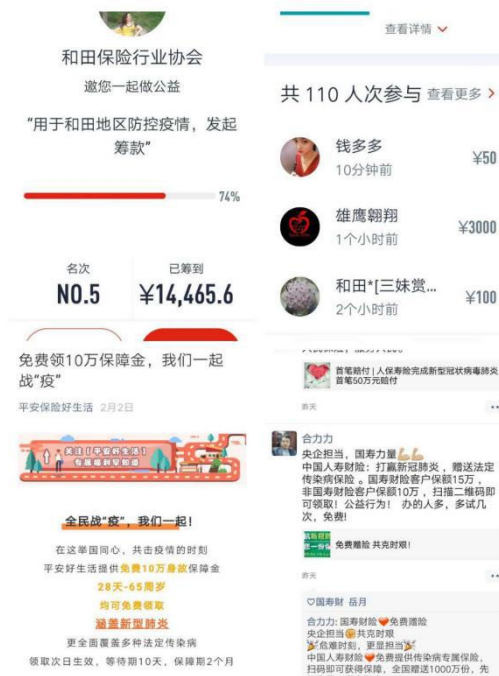 和田保险行业协会
邀您一起做公益
“用于和田地区防控疫情，发起
筹款”
74%
名次
已筹到
NO.5
¥14,465.6
免费领10万保障金，我们一起
战“疫”
平安保险好生活 2月2日
关注【平安好生活】
专属福利早知道
全民战“疫”，我们一起！
在这举国同心，共击疫情的时刻
平安好生活提供免费10万身故保障金
28天-65周岁
均可免费领取
涵盖新型肺炎
更全面覆盖多种法定传染病
领取次日生效，等待期10天，保障期2个月
查看详情
共 110 人次参与 查看更多
钱多多
10分钟前
¥50
雄鹰翱翔
1个小时前
¥3000
和田*[三妹赏...
2个小时前
¥100
首笔赔付 | 人保寿险完成新型冠状病毒肺炎
首笔50万元赔付
昨天
合力力
央企担当，国寿力量
中国人寿财险：打赢新冠肺炎，赠送法定
传染病保险 。国寿财险客户保额15万，
非国寿财险客户保额10万，扫描二维码即
可领取！公益行为！ 办的人多，多试几
次，免费!
免费赠险 共克时艰！
昨天
国寿财 岳月
合力力: 国寿财险❤免费赠险
央企担当共克时艰
危难时刻，更显担当
中国人寿财险❤免费提供传染病专属保险，
扫码即可获得保障，全国赠送1000万份，先